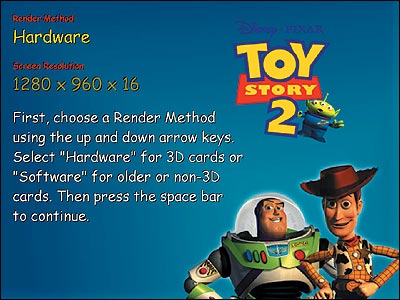 Render Method
Hardware
Screen Resolution
1280 x 960 x 16
First, choose a Render Method
using the up and down arrow keys.
Select "Hardware" for 3D cards or
"Software" for older or non-3D
cards. Then press the space bar
to continue.
Disney · PIXAR
TOY
STORY
2